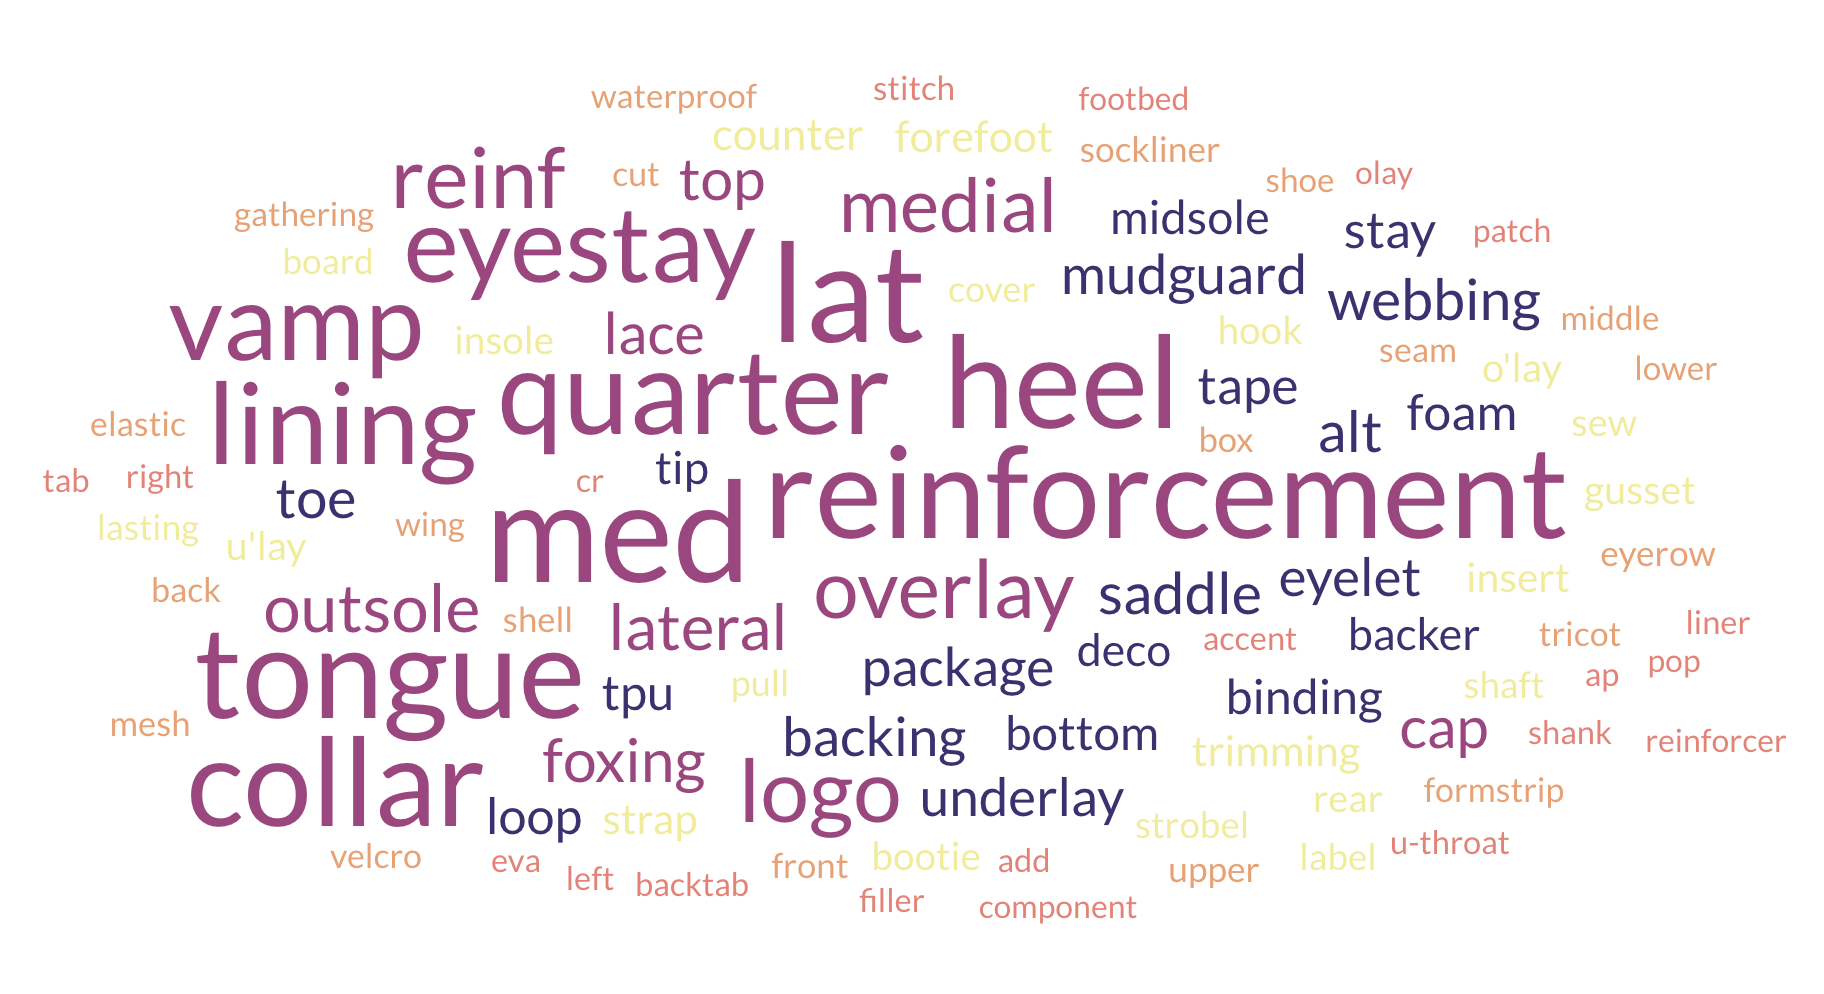 waterproof stitch footbed
counter forefoot sockliner
reinf cut top medial shoe olay
gathering eyestay lat midsole stay patch
board cover mudguard webbing
vamp insole lace hook middle
lining quarter heel tape seam o'lay lower
elastic box alt foam sew
tab right toe cr tip reinforcement gusset
lasting u'lay wing med eyerow
back outsole shell lateral overlay saddle eyelet insert
tongue tpu pull package deco accent backer tricot liner
binding shaft ap pop
mesh foxing backing bottom trimming cap shank reinforcer
collar loop strap logo underlay strobel rear formstrip
velcro eva left backtab front bootie add upper label u-throat
filler component